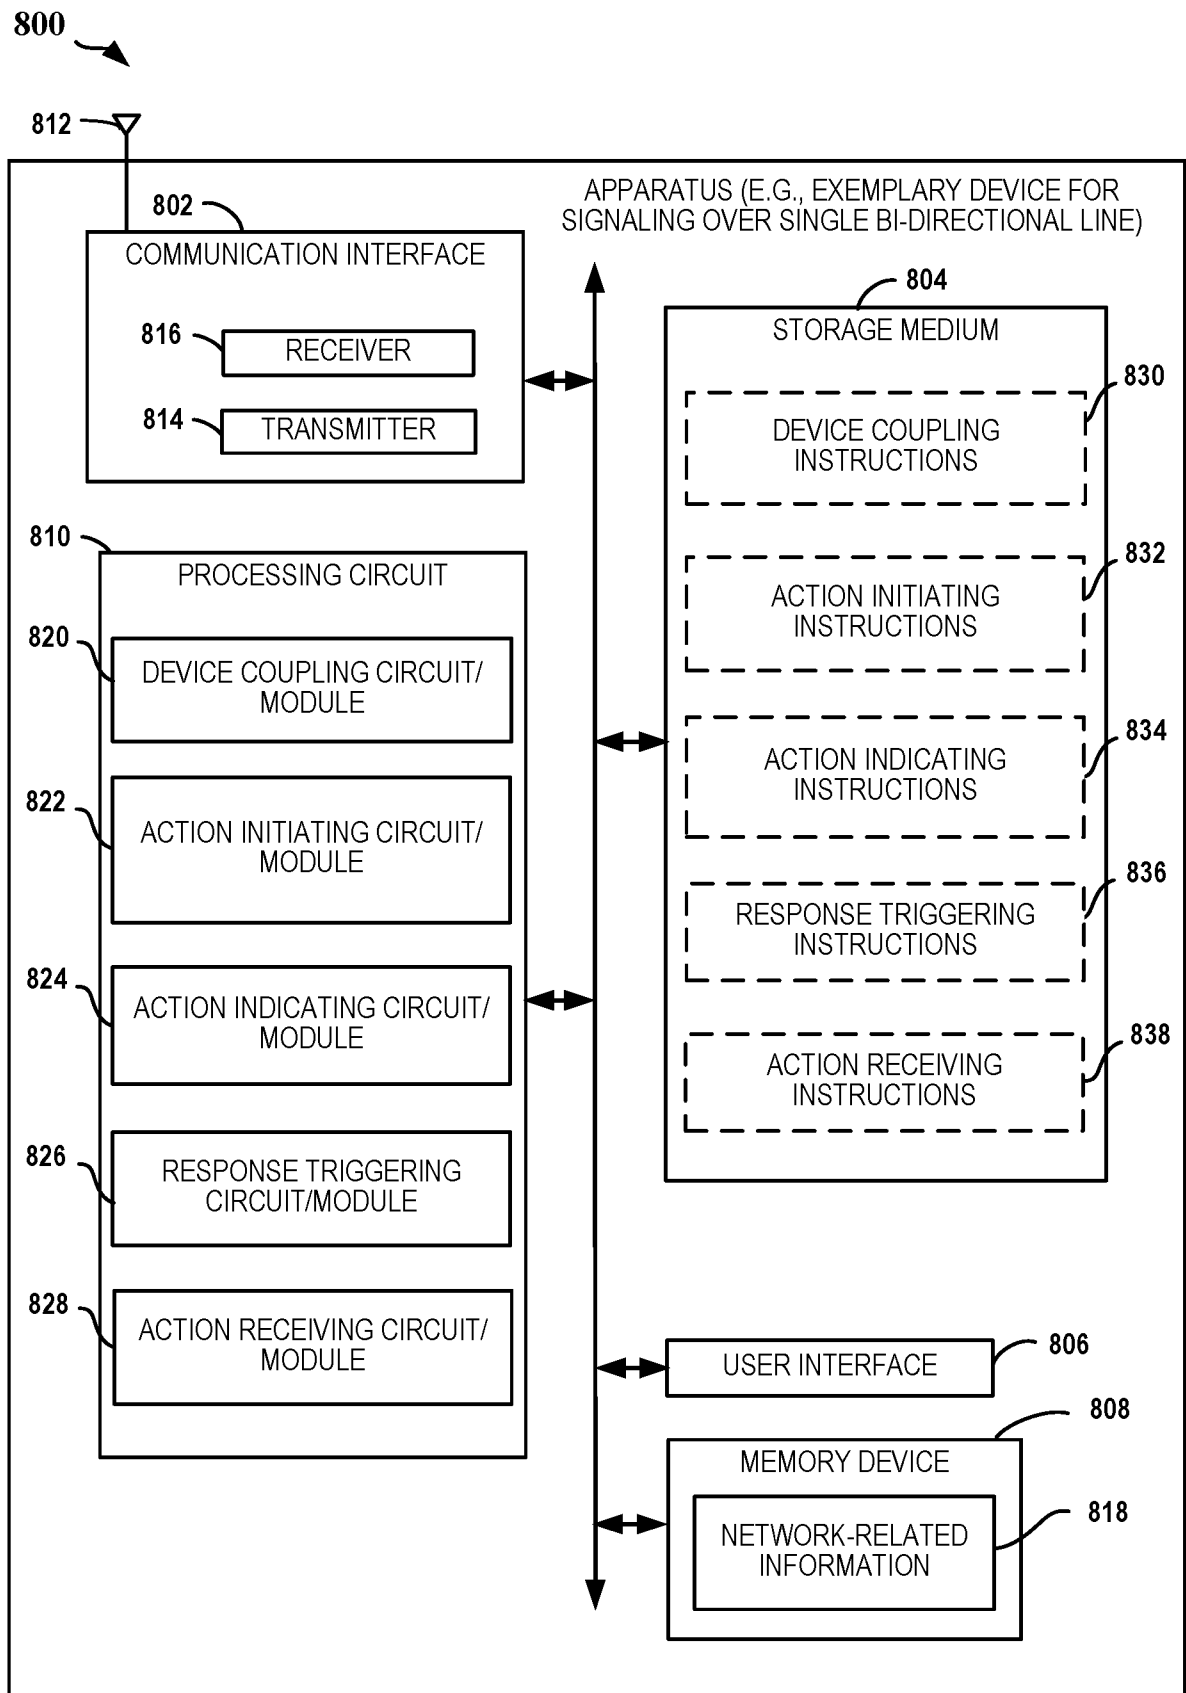 800
812
APPARATUS (E.G., EXEMPLARY DEVICE FOR
SIGNALING OVER SINGLE BI-DIRECTIONAL LINE)
802
COMMUNICATION INTERFACE
816
RECEIVER
814
TRANSMITTER
810
PROCESSING CIRCUIT
820
DEVICE COUPLING CIRCUIT/
MODULE
822
ACTION INITIATING CIRCUIT/
MODULE
824
ACTION INDICATING CIRCUIT/
MODULE
826
RESPONSE TRIGGERING
CIRCUIT/MODULE
828
ACTION RECEIVING CIRCUIT/
MODULE
804
STORAGE MEDIUM
830
DEVICE COUPLING
INSTRUCTIONS
832
ACTION INITIATING
INSTRUCTIONS
834
ACTION INDICATING
INSTRUCTIONS
836
RESPONSE TRIGGERING
INSTRUCTIONS
838
ACTION RECEIVING
INSTRUCTIONS
806
USER INTERFACE
808
MEMORY DEVICE
818
NETWORK-RELATED
INFORMATION